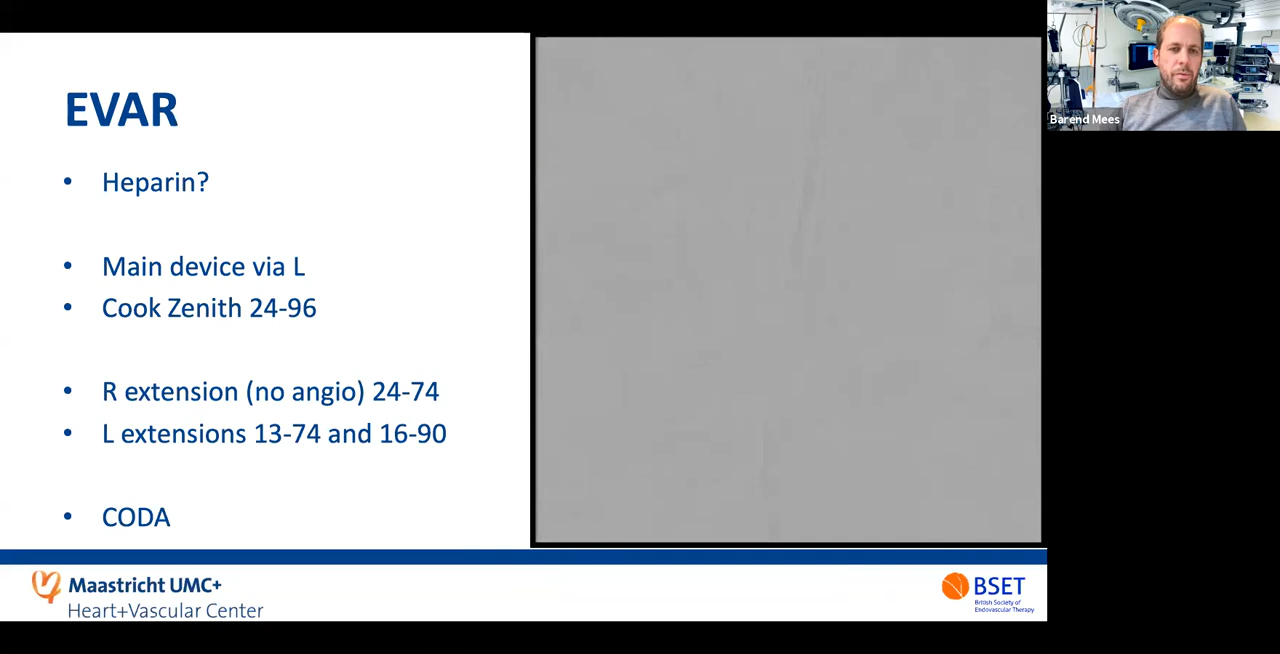 EVAR
• Heparin?
• Main device via L
• Cook Zenith 24-96
• R extension (no angio) 24-74
• L extensions 13-74 and 16-90
• CODA
Maastricht UMC+
Heart+Vascular Center
BSET
British Society of
Endovascular Therapy
Barend Mees